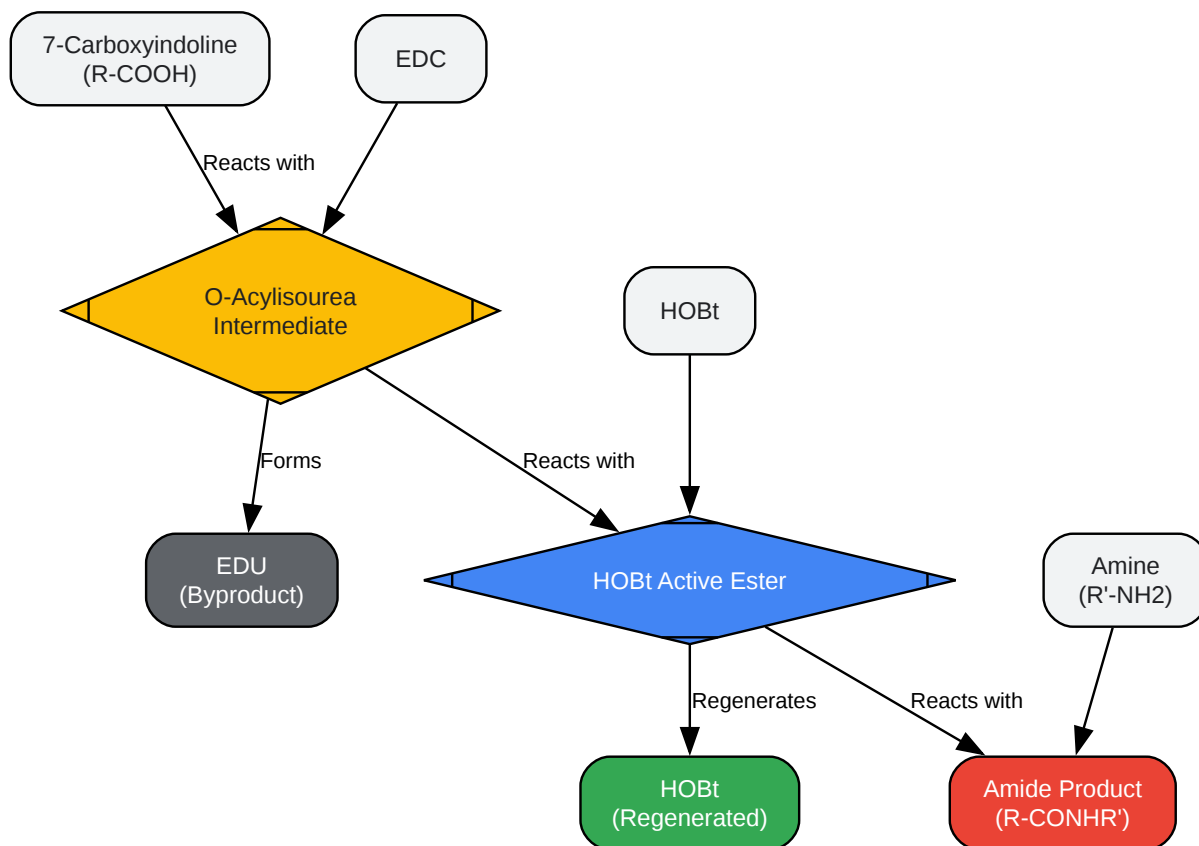 7-Carboxyindoline
(R-COOH)
EDC
Reacts with
O-Acylisourea
Intermediate
HOBt
Forms
Reacts with
EDU
(Byproduct)
HOBt Active Ester
Amine
(R'-NH2)
Regenerates
Reacts with
HOBt
(Regenerated)
Amide Product
(R-CONHR')